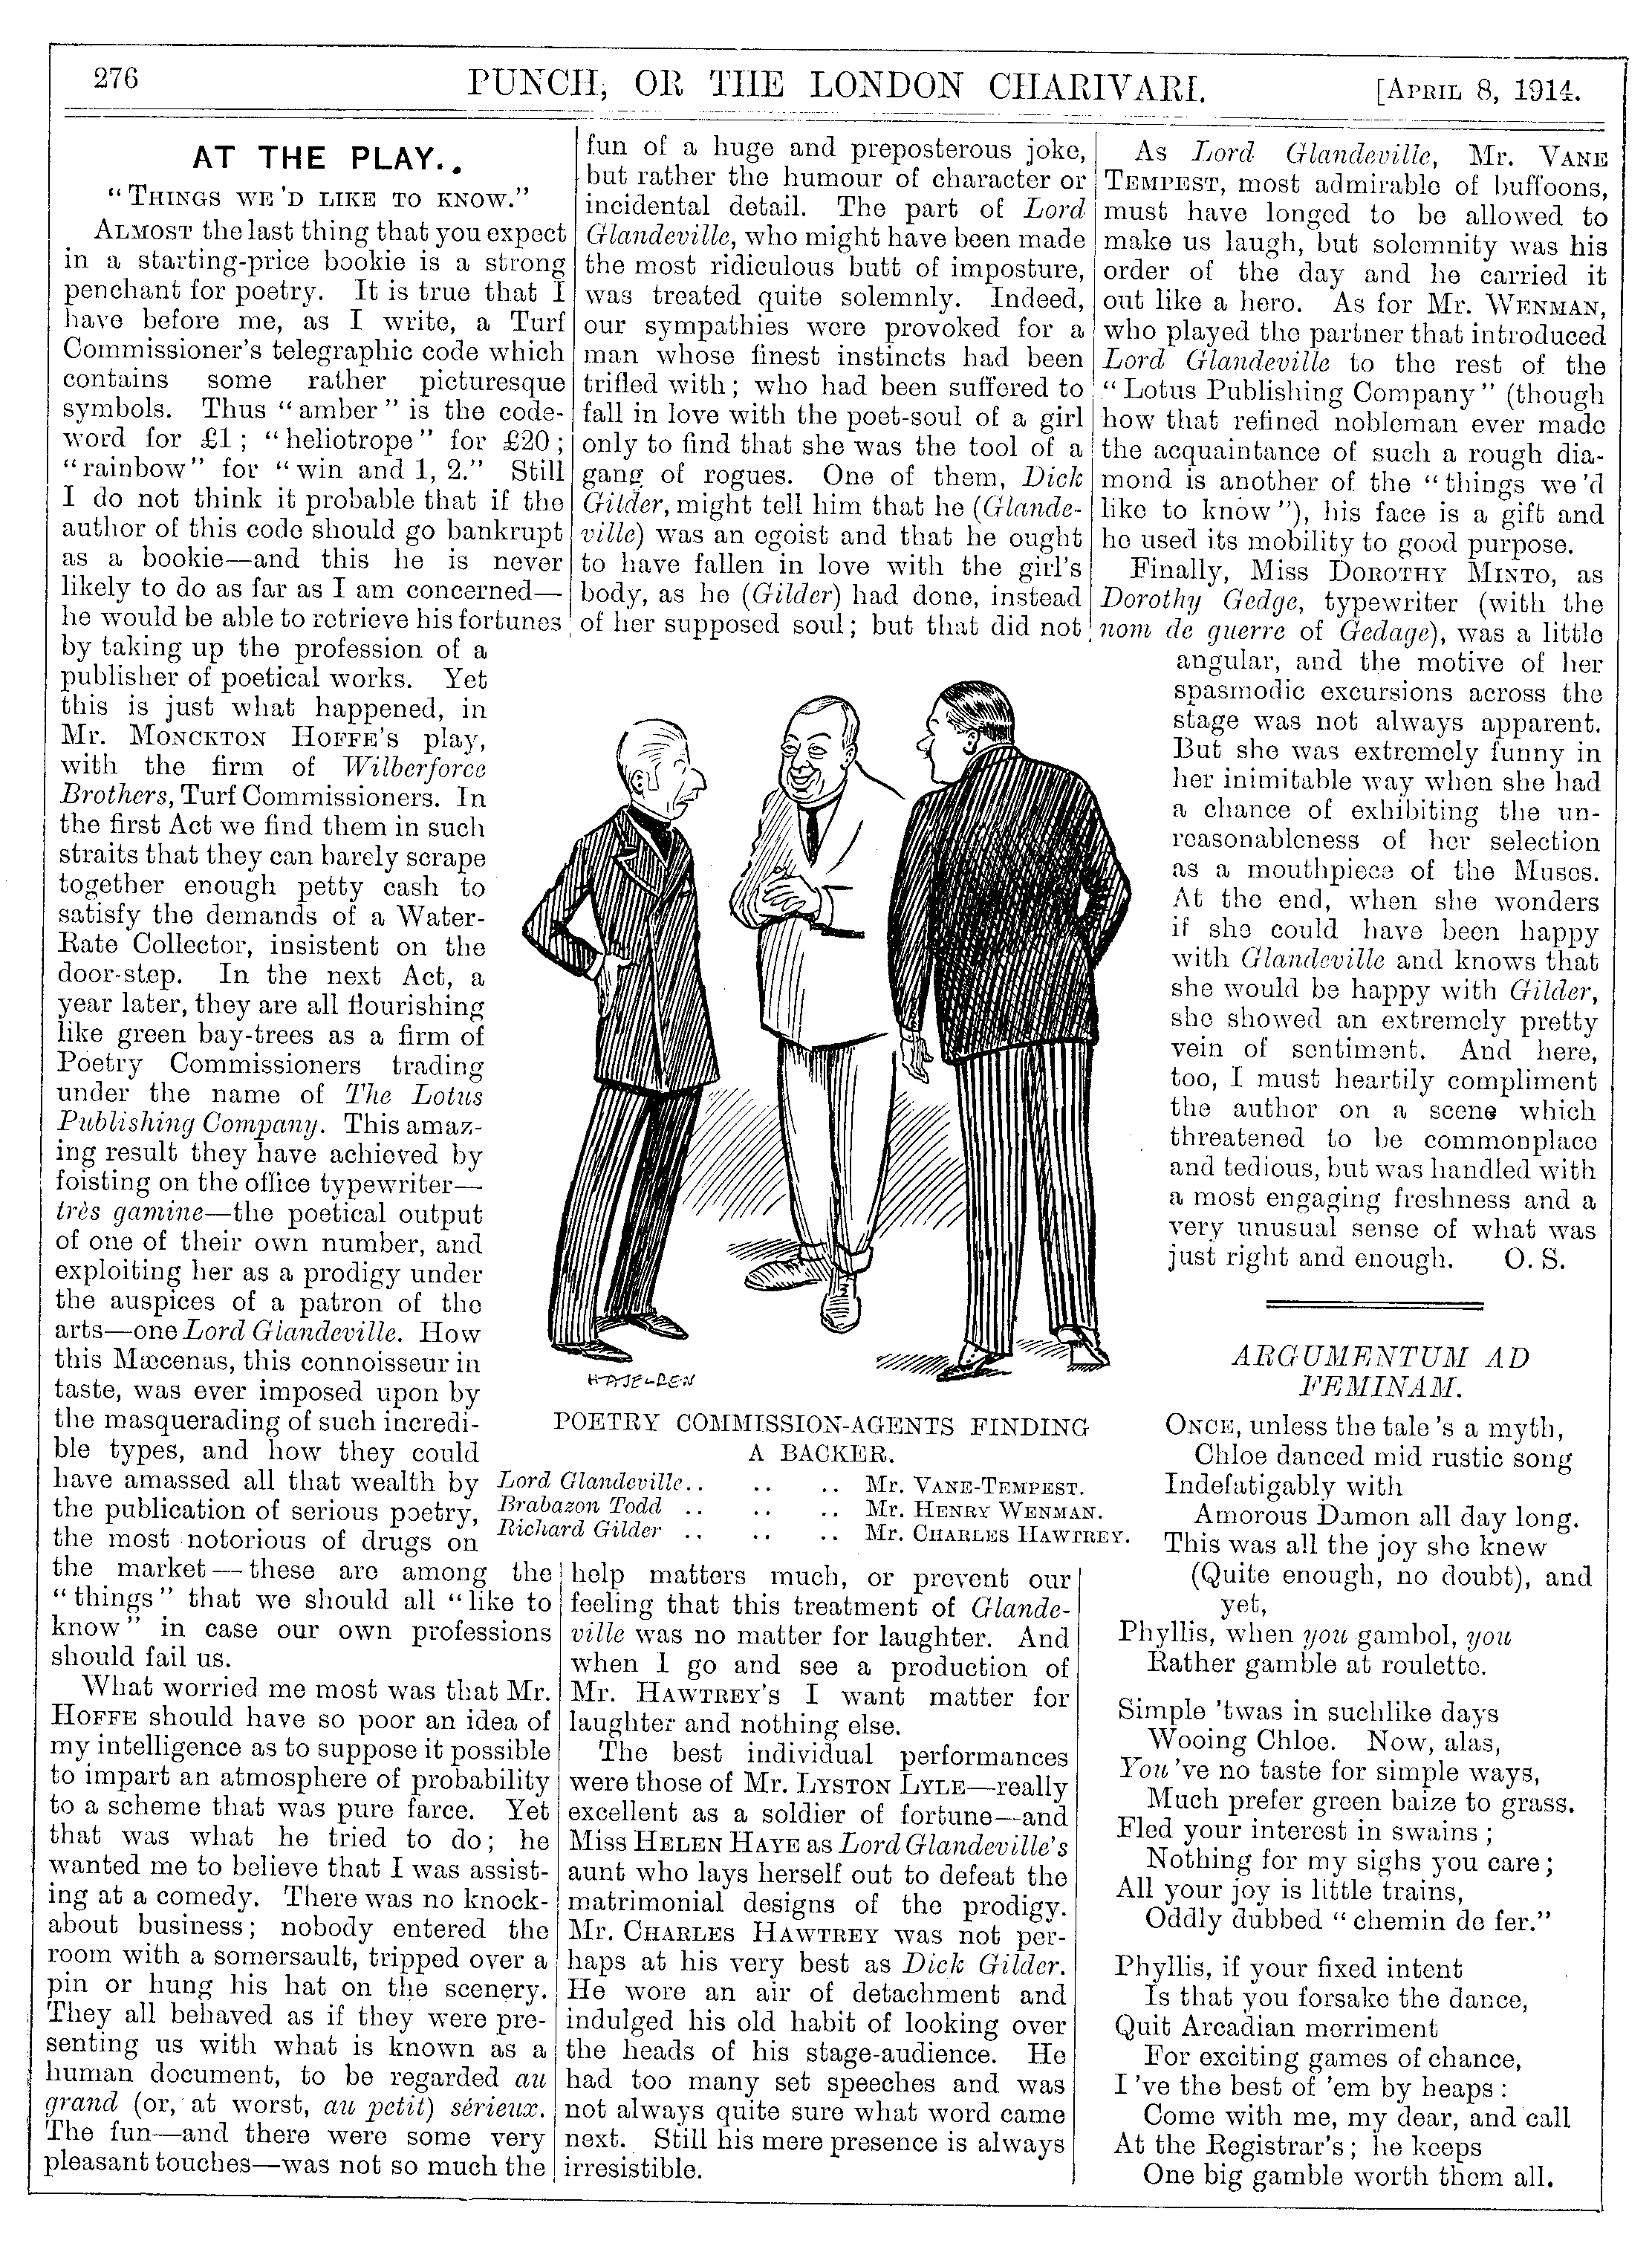 276
PUNCH, OR THE LONDON CHARIVARI.
[APRIL 8, 1914.
AT THE PLAY.
"THINGS WE'D LIKE TO KNOW."
ALMOST the last thing that you expect
in a starting-price bookie is a strong
penchant for poetry. It is true that I
have before me, as I write, a Turf
Commissioner's telegraphic code which
contains some rather picturesque
symbols. Thus "amber" is the code-
word for £1; "heliotrope" for £20;
"rainbow" for "win and 1, 2." Still
I do not think it probable that if the
author of this code should go bankrupt
as a bookie—and this he is never
likely to do as far as I am concerned—
he would be able to retrieve his fortunes
by taking up the profession of a
publisher of poetical works. Yet
this is just what happened, in
Mr. MONCKTON HOFFE'S play,
with the firm of Wilberforce
Brothers, Turf Commissioners. In
the first Act we find them in such
straits that they can barely scrape
together enough petty cash to
satisfy the demands of a Water-
Rate Collector, insistent on the
door-step. In the next Act, a
year later, they are all flourishing
like green bay-trees as a firm of
Poetry Commissioners trading
under the name of The Lotus
Publishing Company. This amaz-
ing result they have achieved by
foisting on the office typewriter—
très gamine—the poetical output
of one of their own number, and
exploiting her as a prodigy under
the auspices of a patron of the
arts—one Lord Glandeville. How
this Mæcenas, this connoisseur in
taste, was ever imposed upon by
the masquerading of such incredi-
ble types, and how they could
have amassed all that wealth by
the publication of serious poetry,
the most notorious of drugs on
the market—these are among the
"things" that we should all "like to
know" in case our own professions
should fail us.
What worried me most was that Mr.
HOFFE should have so poor an idea of
my intelligence as to suppose it possible
to impart an atmosphere of probability
to a scheme that was pure farce. Yet
that was what he tried to do; he
wanted me to believe that I was assist-
ing at a comedy. There was no knock-
about business; nobody entered the
room with a somersault, tripped over a
pin or hung his hat on the scenery.
They all behaved as if they were pre-
senting us with what is known as a
human document, to be regarded au
grand (or, at worst, au petit) sérieux.
The fun—and there were some very
pleasant touches—was not so much the
fun of a huge and preposterous joke,
but rather the humour of character or
incidental detail. The part of Lord
Glandeville, who might have been made
the most ridiculous butt of imposture,
was treated quite solemnly. Indeed,
our sympathies were provoked for a
man whose finest instincts had been
trifled with; who had been suffered to
fall in love with the poet-soul of a girl
only to find that she was the tool of a
gang of rogues. One of them, Dick
Gilder, might tell him that he (Glande-
ville) was an egoist and that he ought
to have fallen in love with the girl's
body, as he (Gilder) had done, instead
of her supposed soul; but that did not
HASELDEN
POETRY COMMISSION-AGENTS FINDING
A BACKER.
Lord Glandeville.. .. .. Mr. VANE-TEMPEST.
Brabazon Todd .. .. .. Mr. HENRY WENMAN.
Richard Gilder .. .. .. Mr. CHARLES HAWTREY.
help matters much, or prevent our
feeling that this treatment of Glande-
ville was no matter for laughter. And
when I go and see a production of
Mr. HAWTREY'S I want matter for
laughter and nothing else.
The best individual performances
were those of Mr. LYSTON LYLE—really
excellent as a soldier of fortune—and
Miss HELEN HAYE as Lord Glandeville's
aunt who lays herself out to defeat the
matrimonial designs of the prodigy.
Mr. CHARLES HAWTREY was not per-
haps at his very best as Dick Gilder.
He wore an air of detachment and
indulged his old habit of looking over
the heads of his stage-audience. He
had too many set speeches and was
not always quite sure what word came
next. Still his mere presence is always
irresistible.
As Lord Glandeville, Mr. VANE
TEMPEST, most admirable of buffoons,
must have longed to be allowed to
make us laugh, but solemnity was his
order of the day and he carried it
out like a hero. As for Mr. WENMAN,
who played the partner that introduced
Lord Glandeville to the rest of the
"Lotus Publishing Company" (though
how that refined nobleman ever made
the acquaintance of such a rough dia-
mond is another of the "things we'd
like to know"), his face is a gift and
he used its mobility to good purpose.
Finally, Miss DOROTHY MINTO, as
Dorothy Gedge, typewriter (with the
nom de guerre of Gedage), was a little
angular, and the motive of her
spasmodic excursions across the
stage was not always apparent.
But she was extremely funny in
her inimitable way when she had
a chance of exhibiting the un-
reasonableness of her selection
as a mouthpiece of the Muses.
At the end, when she wonders
if she could have been happy
with Glandeville and knows that
she would be happy with Gilder,
she showed an extremely pretty
vein of sentiment. And here,
too, I must heartily compliment
the author on a scene which
threatened to be commonplace
and tedious, but was handled with
a most engaging freshness and a
very unusual sense of what was
just right and enough. O. S.
ARGUMENTUM AD
FEMINAM.
ONCE, unless the tale's a myth,
Chloe danced mid rustic song
Indefatigably with
Amorous Damon all day long.
This was all the joy she knew
(Quite enough, no doubt), and
yet,
Phyllis, when you gambol, you
Rather gamble at roulette.
Simple 'twas in suchlike days
Wooing Chloe. Now, alas,
You've no taste for simple ways,
Much prefer green baize to grass.
Fled your interest in swains;
Nothing for my sighs you care;
All your joy is little trains,
Oddly dubbed "chemin de fer."
Phyllis, if your fixed intent
Is that you forsake the dance,
Quit Arcadian merriment
For exciting games of chance,
I've the best of 'em by heaps:
Come with me, my dear, and call
At the Registrar's; he keeps
One big gamble worth them all.